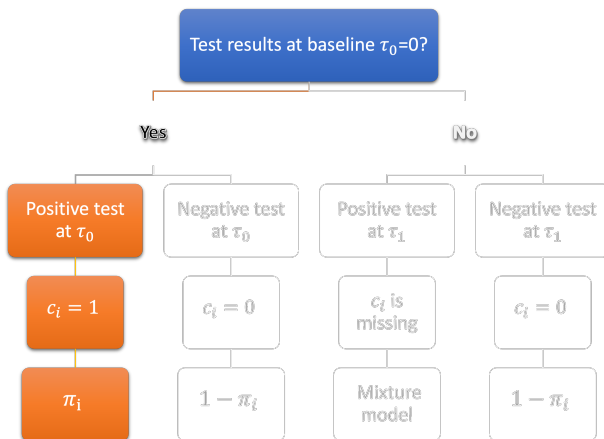 Test results at baseline τ₀=0?
Yes
No
Positive test
at τ₀
Negative test
at τ₀
Positive test
at τ₁
Negative test
at τ₁
cᵢ = 1
cᵢ = 0
cᵢ is
missing
cᵢ = 0
πᵢ
1 − πᵢ
Mixture
model
1 − πᵢ